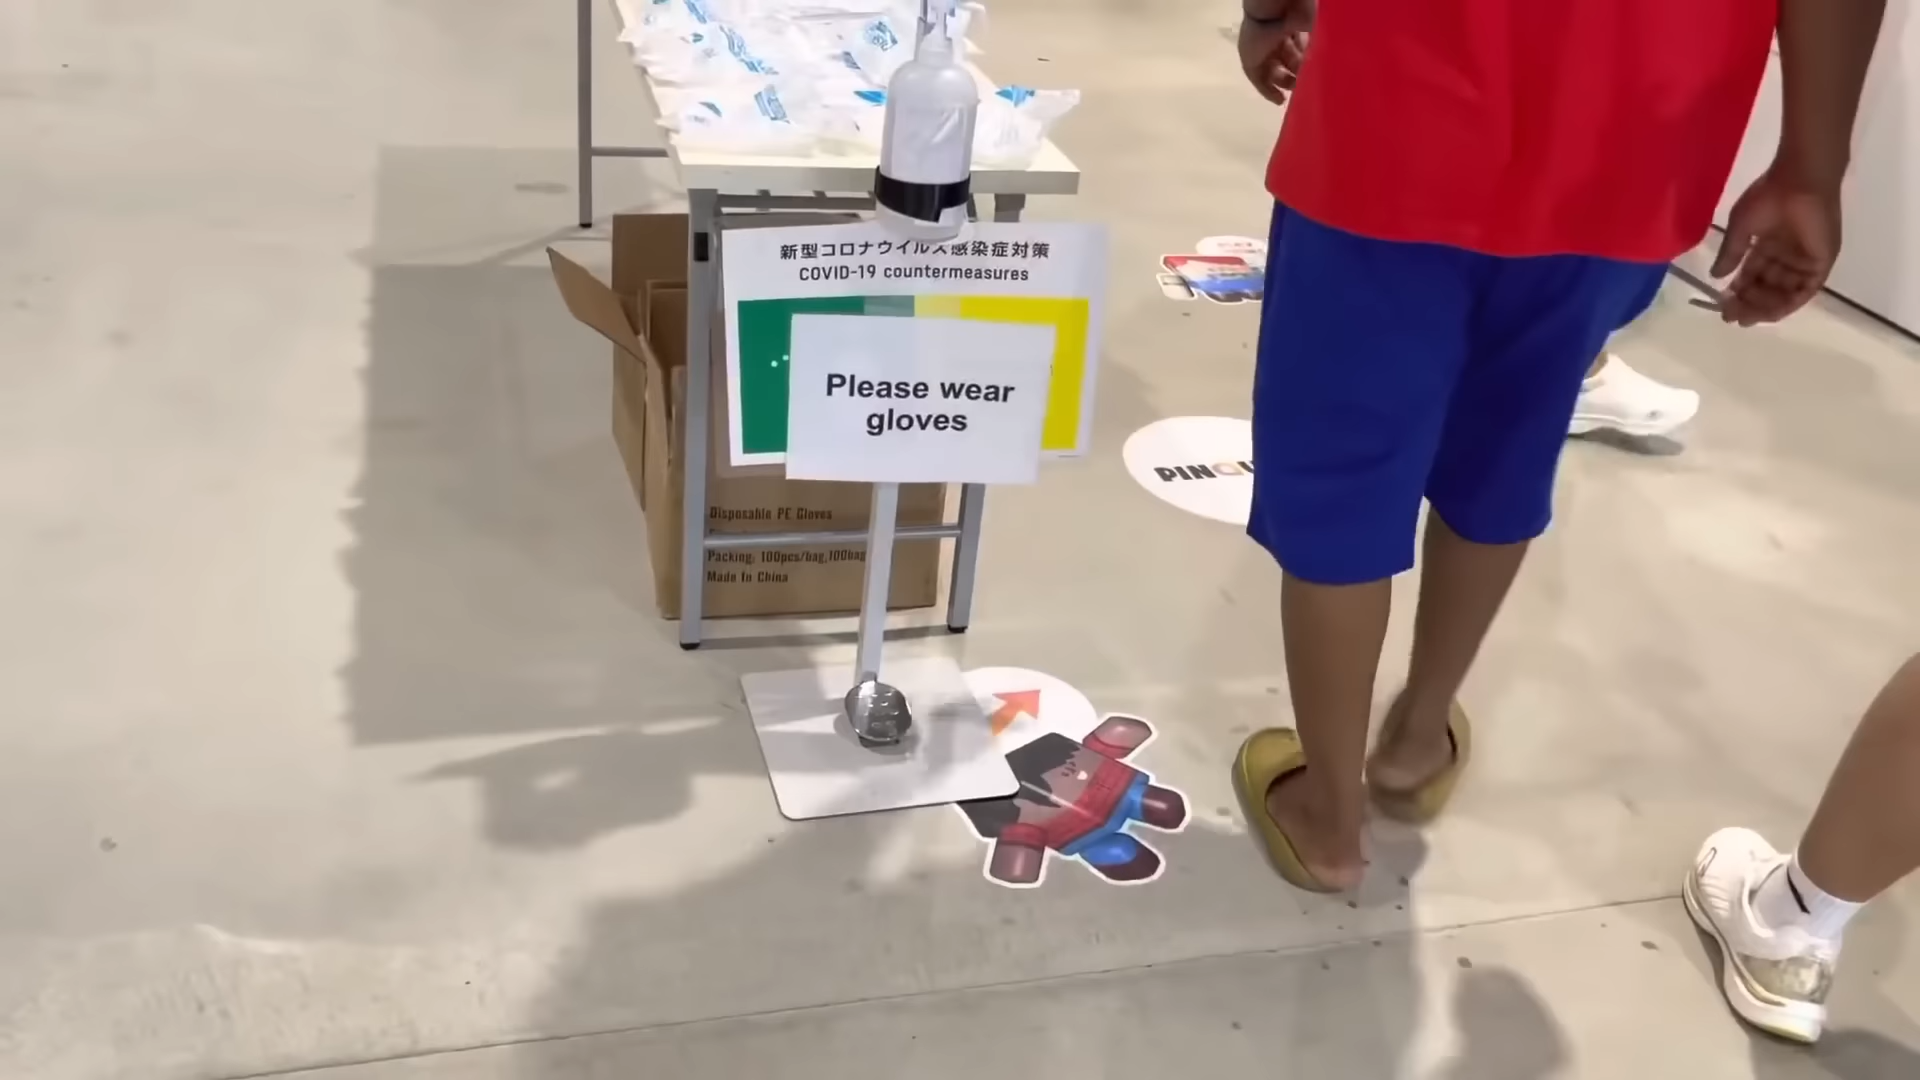 新型コロナウイルス感染症対策
COVID-19 countermeasures
Please wear
gloves
Disposable PE Gloves
Packing: 100pcs/bag,100bag
Made In China